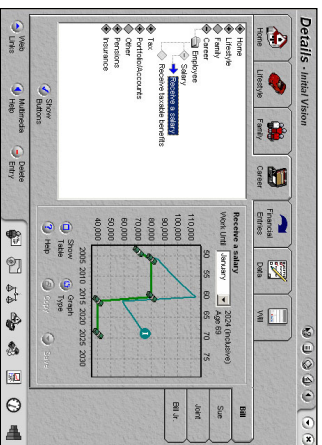 Details - Initial Vision
Home
Lifestyle
Family
Career
Financial
Entries
Data
Will
Home
Lifestyle
Family
Career
Employee
Salary
Receive a salary
Receive taxable benefits
Tax
Portfolio/Accounts
Other
Pensions
Insurance
Show
Buttons
Web
Links
Multimedia
Help
Delete
Entry
Receive a salary
Work Until January 2024 (inclusive)
Age 69
50 55 60 65 70 75
110,000
100,000
90,000
80,000
70,000
60,000
50,000
40,000
2005 2010 2015 2020 2025 2030
Show
Table
Graph
Type
Help
Copy
Bill
Sue
Joint
Bill Jr